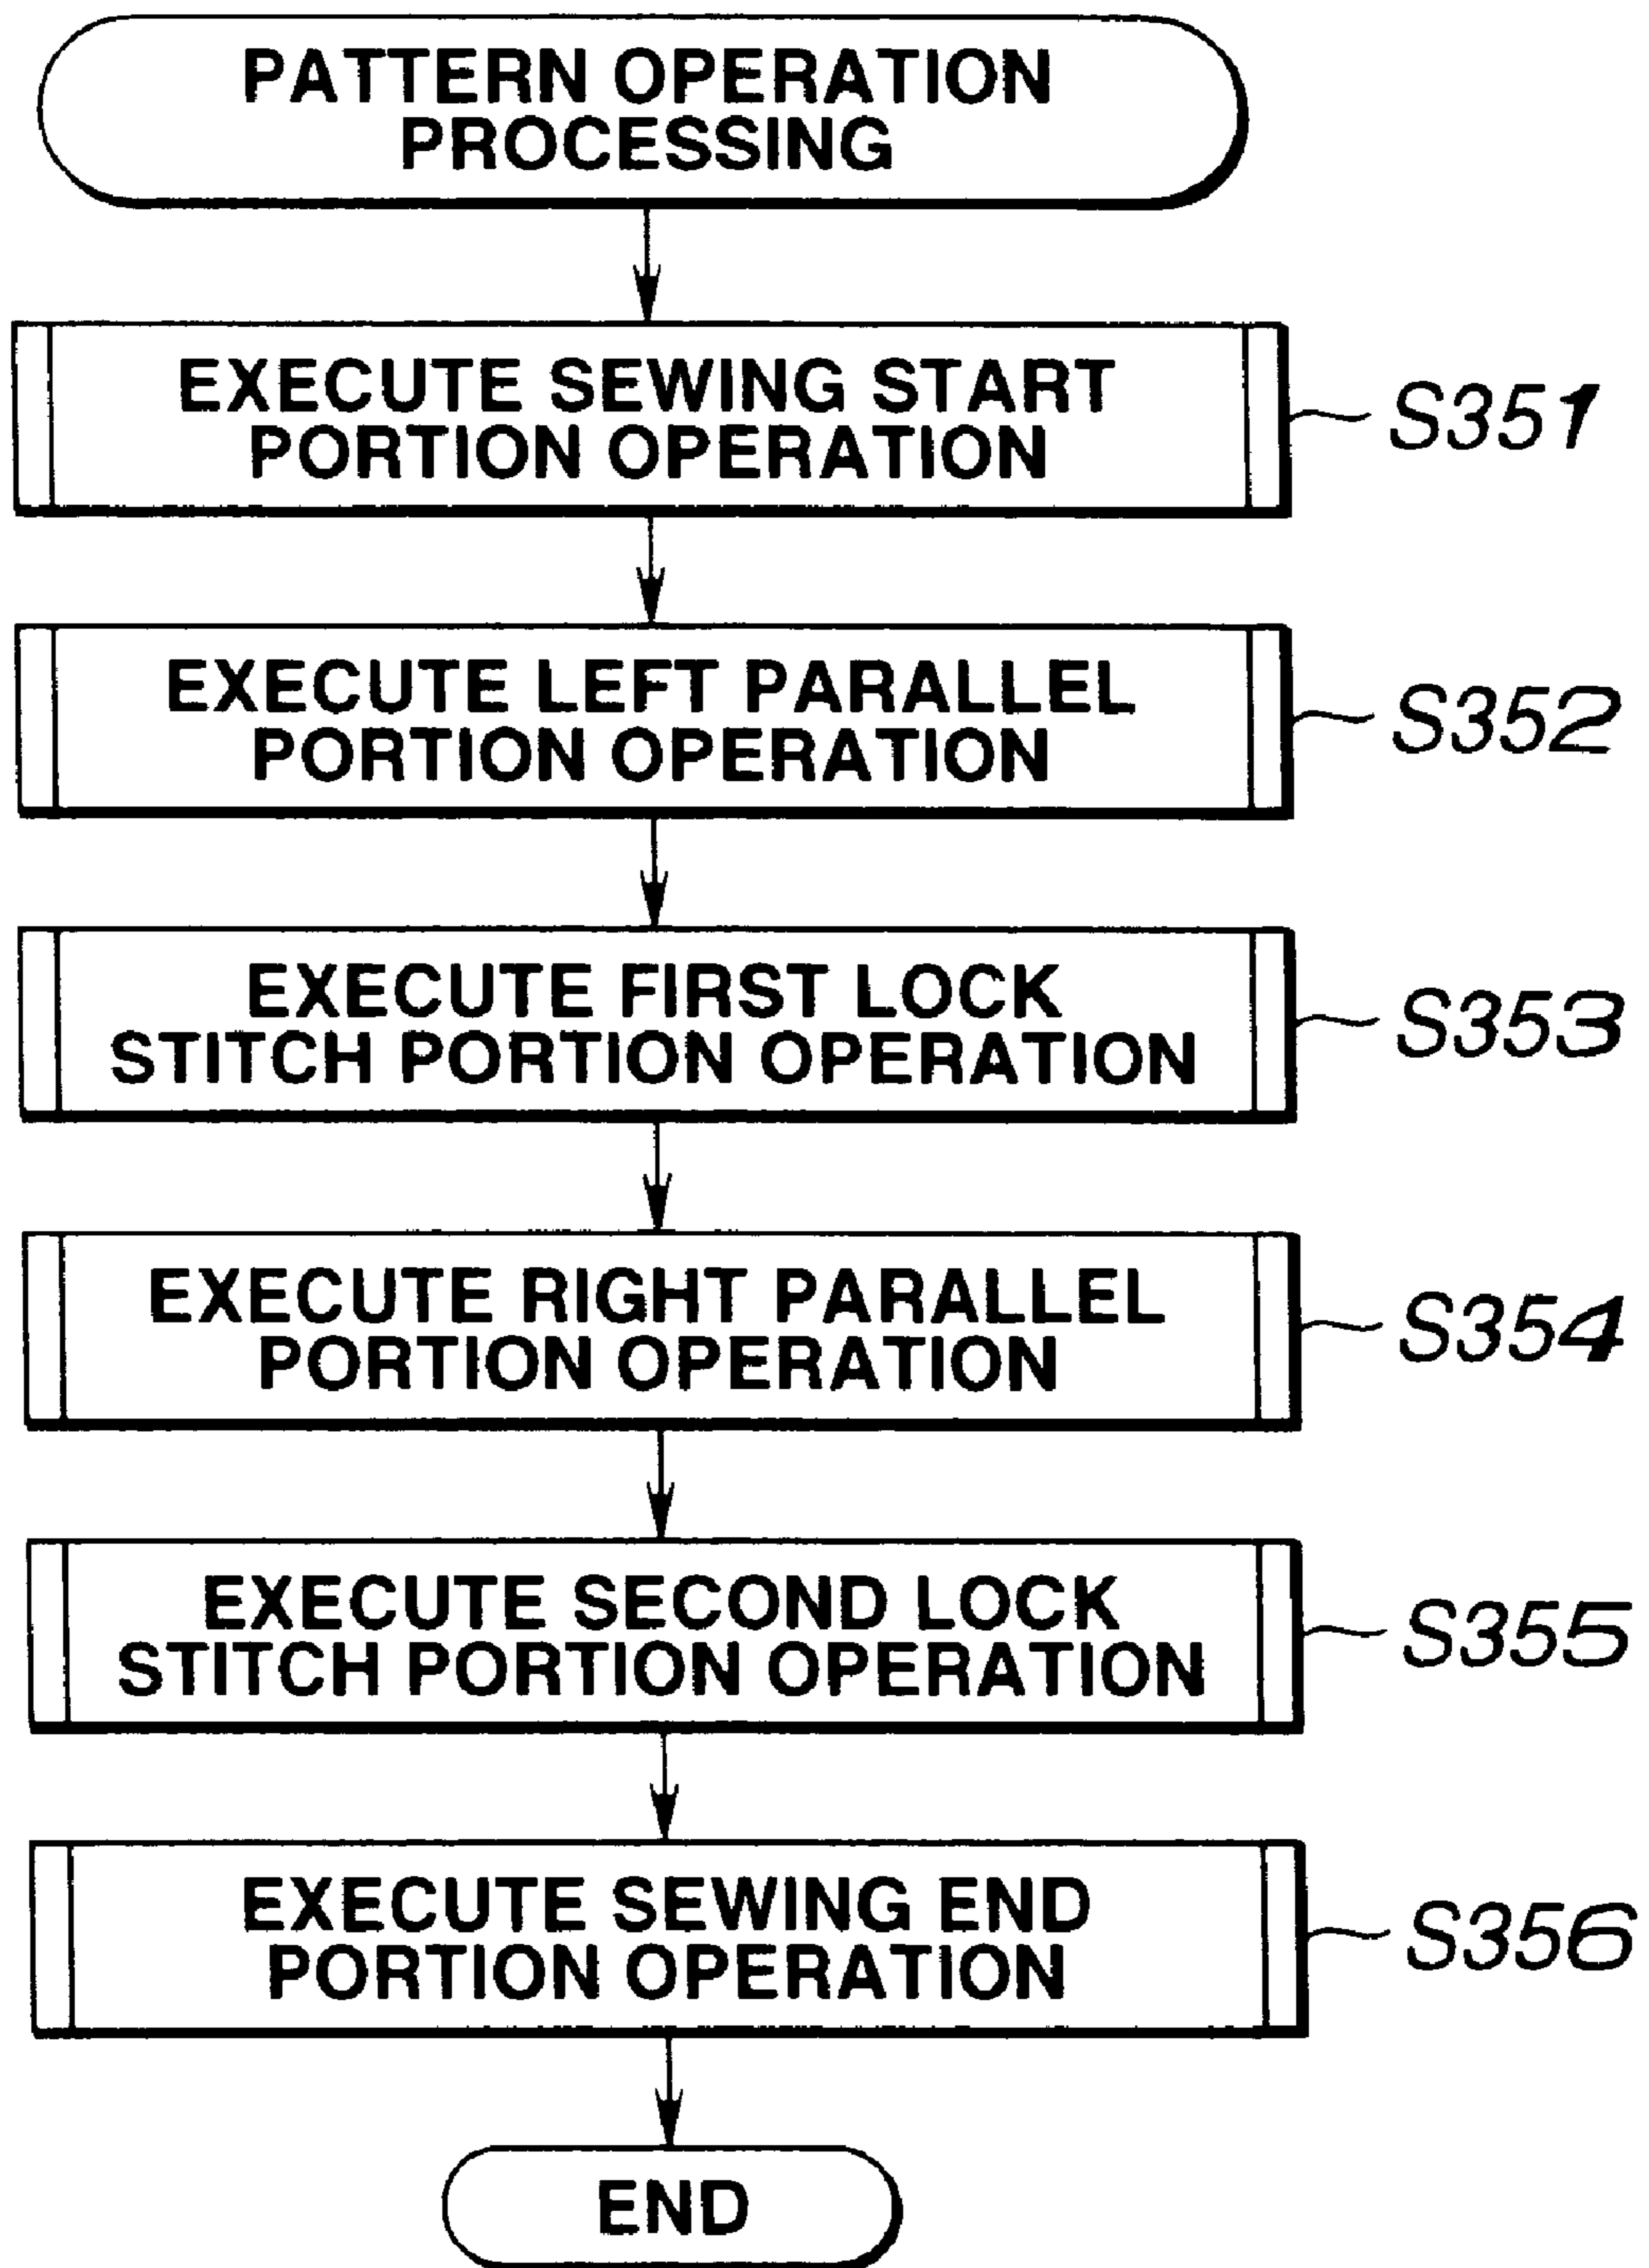 PATTERN OPERATION
PROCESSING
EXECUTE SEWING START
PORTION OPERATION
S351
EXECUTE LEFT PARALLEL
PORTION OPERATION
S352
EXECUTE FIRST LOCK
STITCH PORTION OPERATION
S353
EXECUTE RIGHT PARALLEL
PORTION OPERATION
S354
EXECUTE SECOND LOCK
STITCH PORTION OPERATION
S355
EXECUTE SEWING END
PORTION OPERATION
S356
END